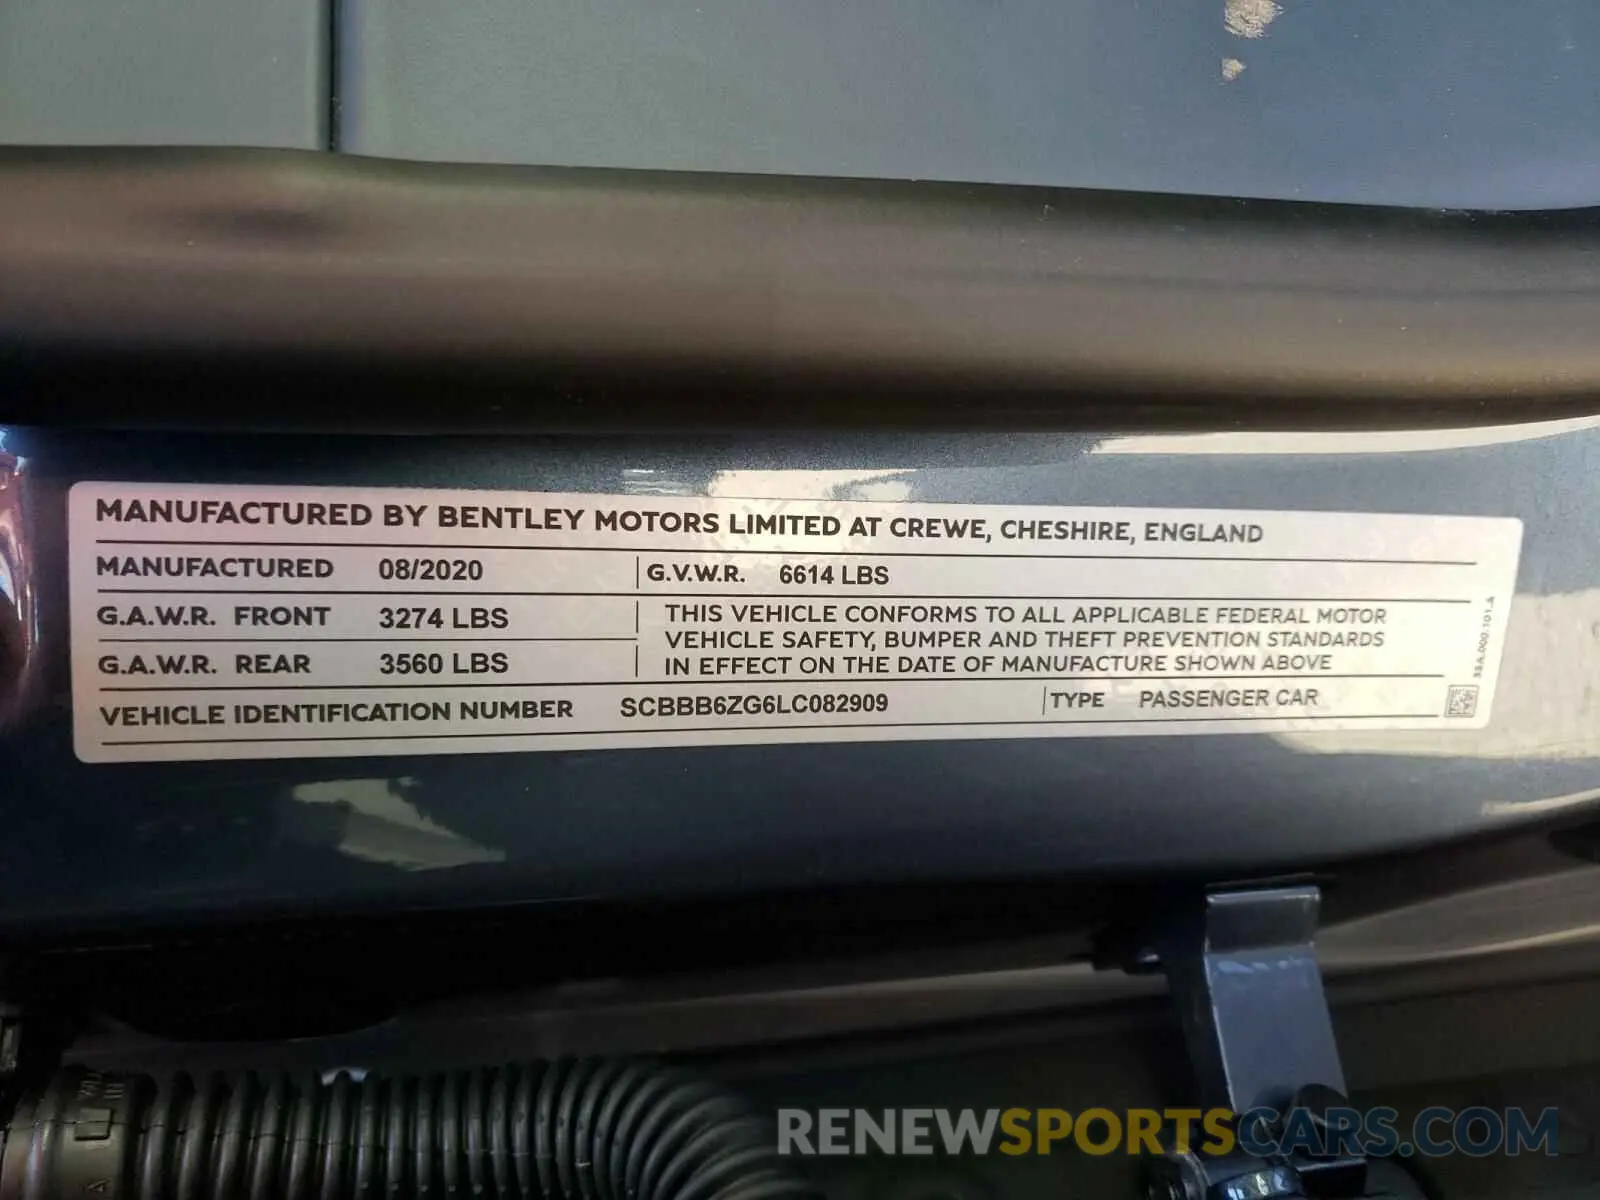 MANUFACTURED BY BENTLEY MOTORS LIMITED AT CREWE, CHESHIRE, ENGLAND
MANUFACTURED 08/2020 G.V.W.R. 6614 LBS
G.A.W.R. FRONT 3274 LBS
G.A.W.R. REAR 3560 LBS
THIS VEHICLE CONFORMS TO ALL APPLICABLE FEDERAL MOTOR
VEHICLE SAFETY, BUMPER AND THEFT PREVENTION STANDARDS
IN EFFECT ON THE DATE OF MANUFACTURE SHOWN ABOVE
VEHICLE IDENTIFICATION NUMBER SCBBB6ZG6LC082909 TYPE PASSENGER CAR
RENEWSPORTSCARS.COM